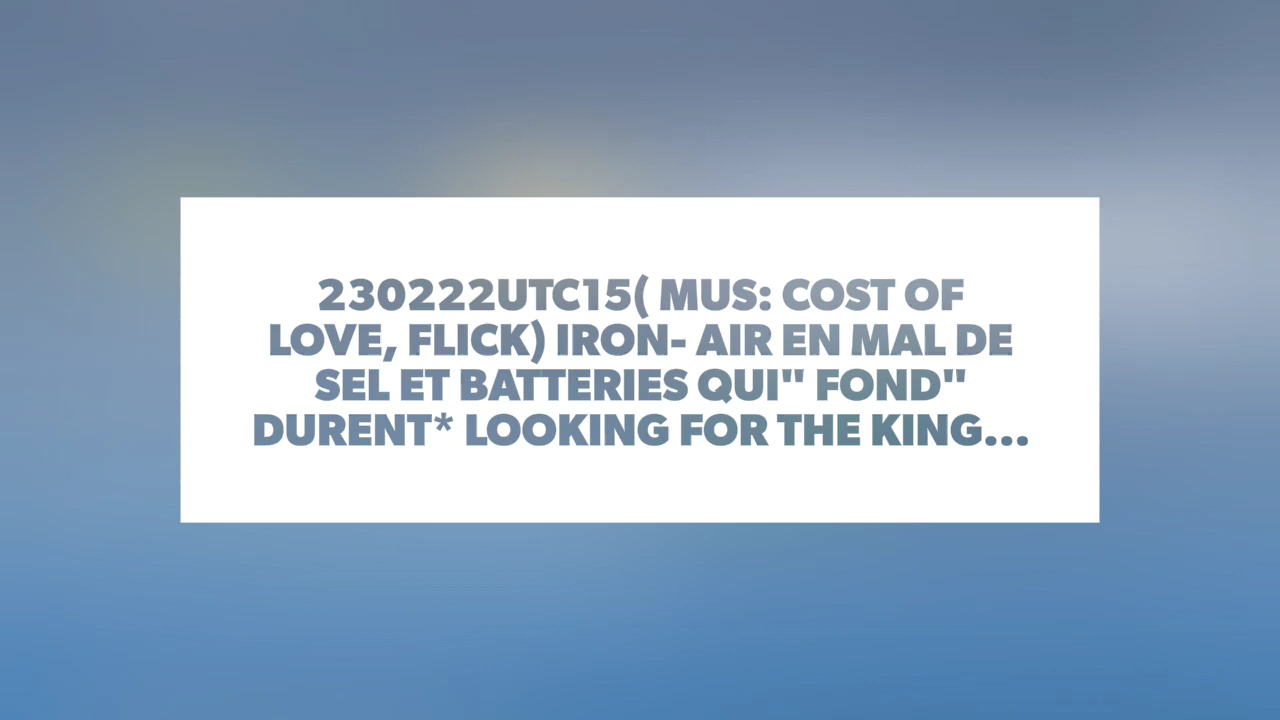 230222UTC15( MUS: COST OF
LOVE, FLICK) IRON- AIR EN MAL DE
SEL ET BATTERIES QUI" FOND"
DURENT* LOOKING FOR THE KING...